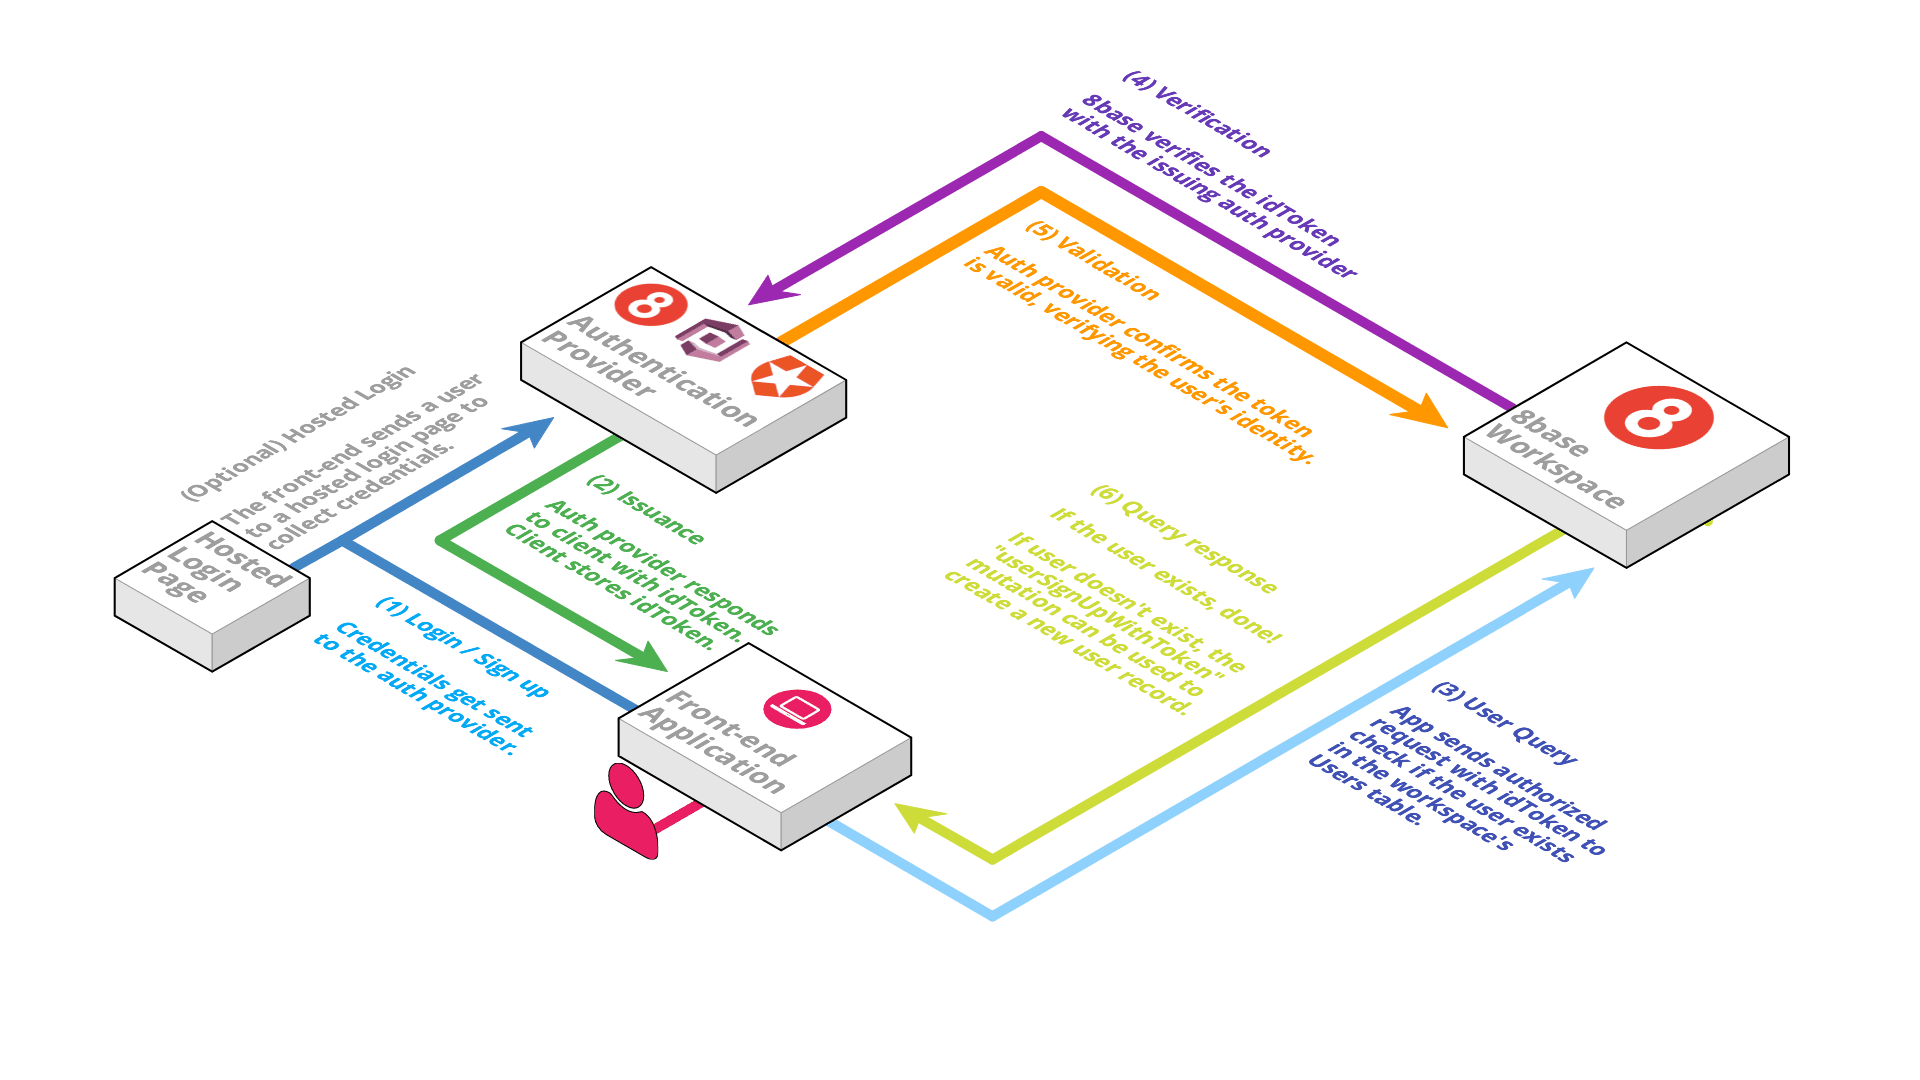 (4) Verification
8base verifies the idToken
with the issuing auth provider
(5) Validation
Auth provider confirms the token
is valid, verifying the user's identity.
8
Authentication
Provider
8
8base
Workspace
(Optional) Hosted Login
The front-end sends a user
to a hosted login page to
collect credentials.
Hosted
Login
Page
(2) Issuance
Auth provider responds
to client with idToken.
Client stores idToken.
(6) Query response
If the user exists, done!
If user doesn't exist, the
"userSignUpWithToken"
mutation can be used to
create a new user record.
(1) Login / Sign up
Credentials get sent
to the auth provider.
Front-end
Application
(3) User Query
App sends authorized
request with idToken to
check if the user exists
in the workspace's
Users table.